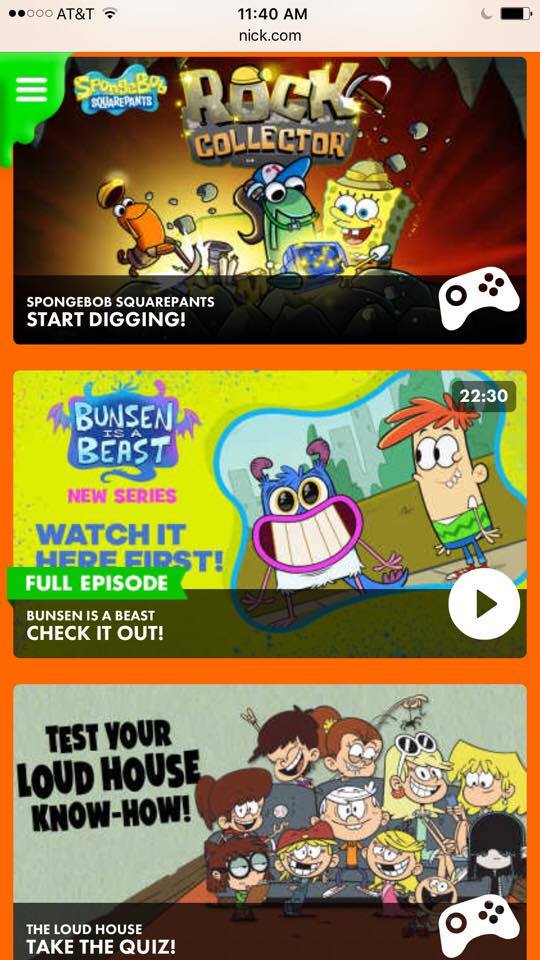 AT&T
11:40 AM
nick.com
SPONGEBOB
SQUAREPANTS
ROCK
COLLECTOR
SPONGEBOB SQUAREPANTS
START DIGGING!
22:30
BUNSEN
IS A
BEAST
NEW SERIES
WATCH IT
HERE FIRST!
FULL EPISODE
BUNSEN IS A BEAST
CHECK IT OUT!
TEST YOUR
LOUD HOUSE
KNOW-HOW!
THE LOUD HOUSE
TAKE THE QUIZ!